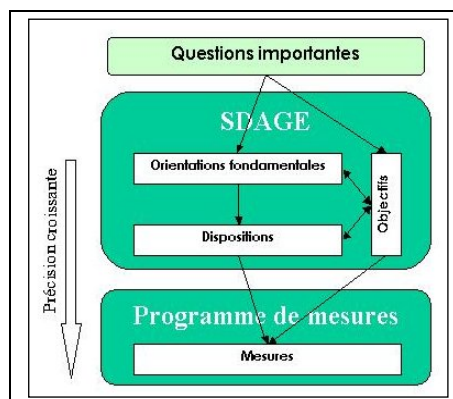 Questions importantes
SDAGE
Orientations fondamentales
Objectifs
Dispositions
Précision croissante
Programme de mesures
Mesures